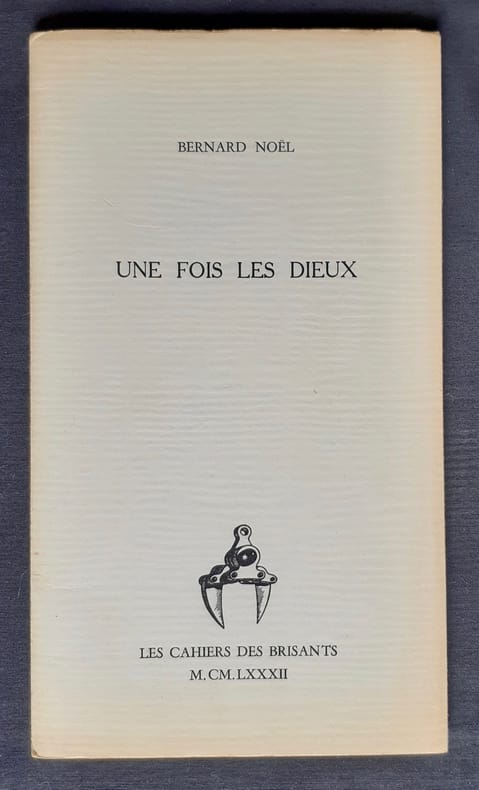 BERNARD NOËL
UNE FOIS LES DIEUX
LES CAHIERS DES BRISANTS
M.CM.LXXXII